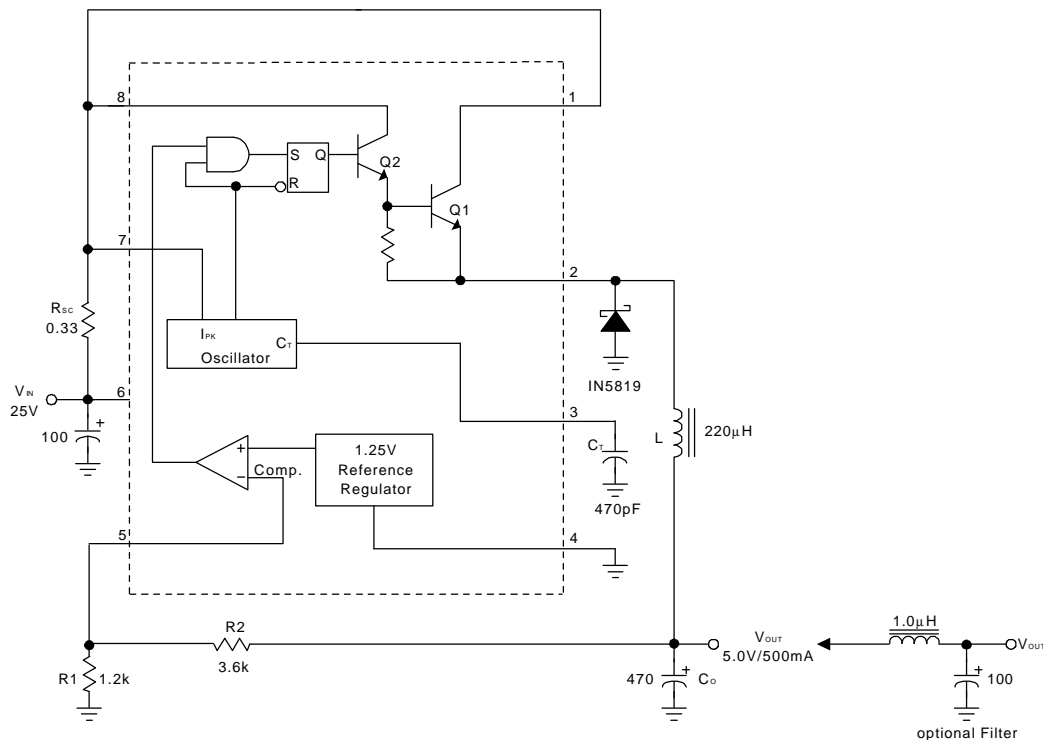 8
1
S
Q
R
Q2
Q1
7
2
RSC
0.33
IPK
CT
Oscillator
IN5819
VIN
25V
6
3
100
+
L
220µH
CT
470pF
+
−
Comp.
1.25V
Reference
Regulator
5
4
R2
3.6k
R1
1.2k
VOUT
5.0V/500mA
1.0µH
VOUT
470
+
CO
+
100
optional Filter